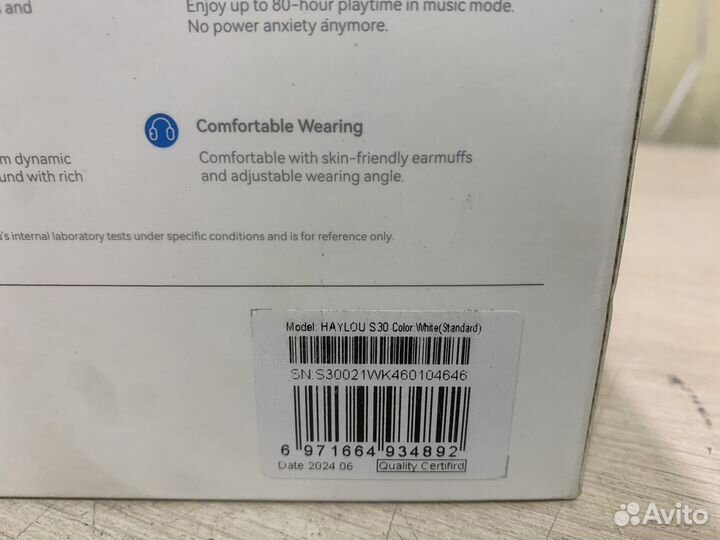 and
Enjoy up to 80-hour playtime in music mode.
No power anxiety anymore.
Comfortable Wearing
m dynamic
und with rich
Comfortable with skin-friendly earmuffs
and adjustable wearing angle.
's internal laboratory tests under specific conditions and is for reference only.
Model: HAYLOU S30 Color:White(Standard)
SN:S30021WK460104646
6 971664 934892
Date:2024.06 Quality Certifird
Avito